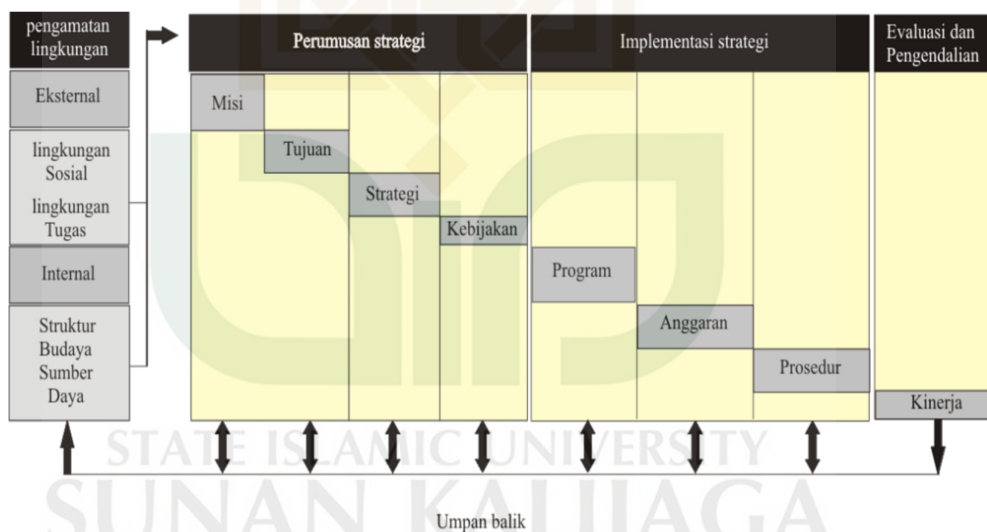 pengamatan
lingkungan
Perumusan strategi
Implementasi strategi
Evaluasi dan
Pengendalian
Eksternal
lingkungan
Sosial
lingkungan
Tugas
Internal
Struktur
Budaya
Sumber
Daya
Misi
Tujuan
Strategi
Kebijakan
Program
Anggaran
Prosedur
Kinerja
STATE ISLAMIC UNIVERSITY
SUNAN KALIJAGA
Umpan balik